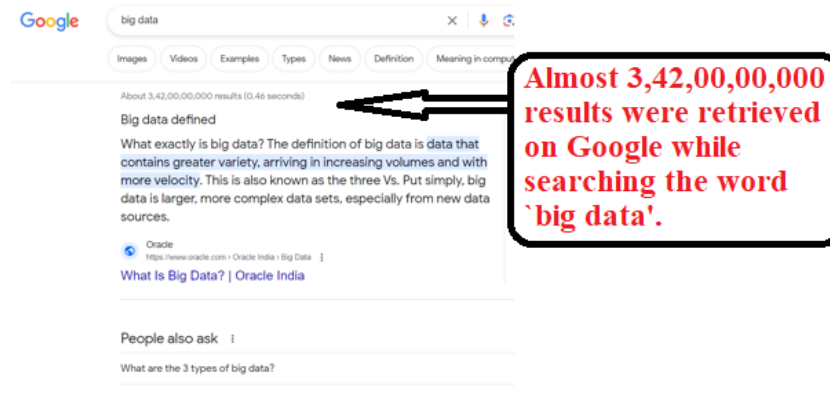 Google
big data
Images Videos Examples Types News Definition Meaning in comput
About 3,42,00,00,000 results (0.46 seconds)
Big data defined
What exactly is big data? The definition of big data is data that
contains greater variety, arriving in increasing volumes and with
more velocity. This is also known as the three Vs. Put simply, big
data is larger, more complex data sets, especially from new data
sources.
Oracle
https://www.oracle.com › Oracle India › Big Data
What Is Big Data? | Oracle India
People also ask
What are the 3 types of big data?
Almost 3,42,00,00,000
results were retrieved
on Google while
searching the word
`big data'.